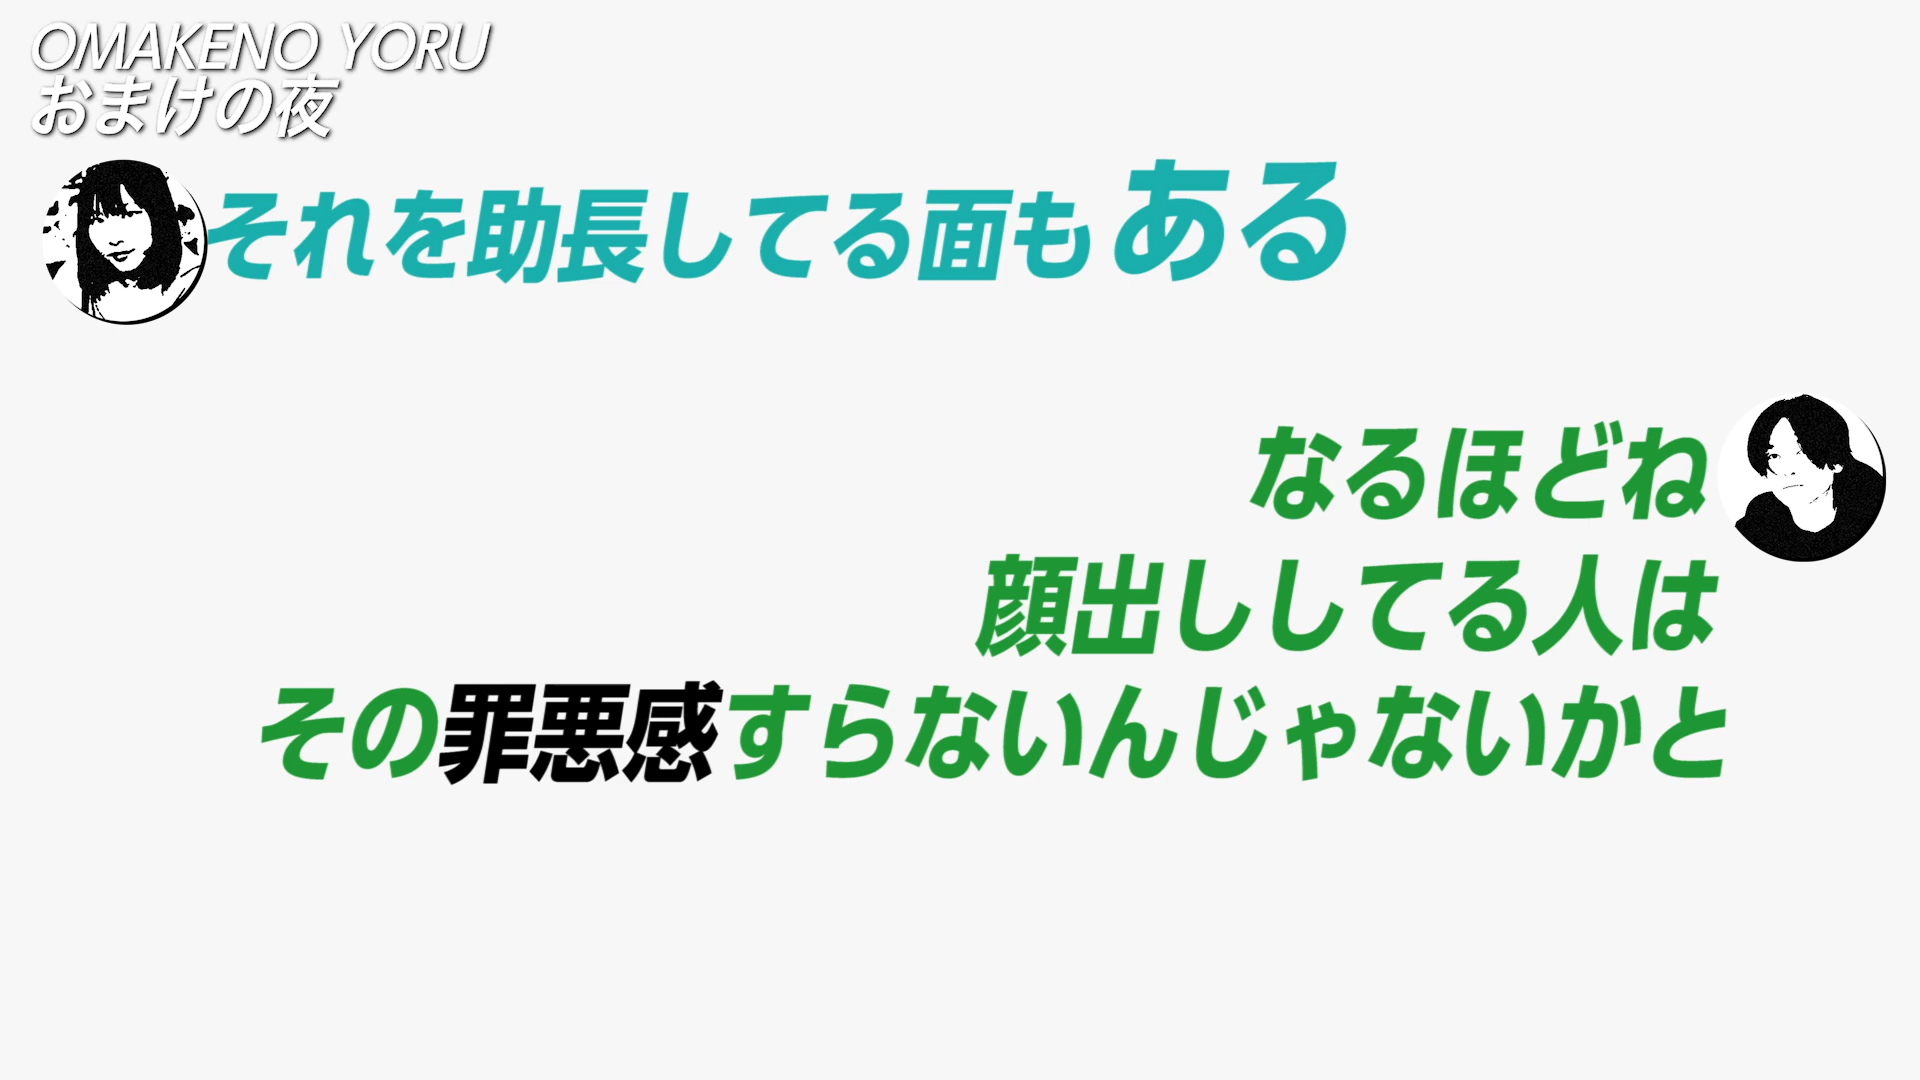 OMAKENO YORU
おまけの夜
それを助長してる面もある
なるほどね
顔出ししてる人は
その罪悪感すらないんじゃないかと